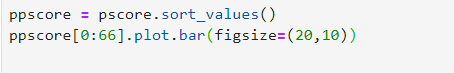 ppscore = pscore.sort_values()
ppscore[0:66].plot.bar(figsize=(20,10))